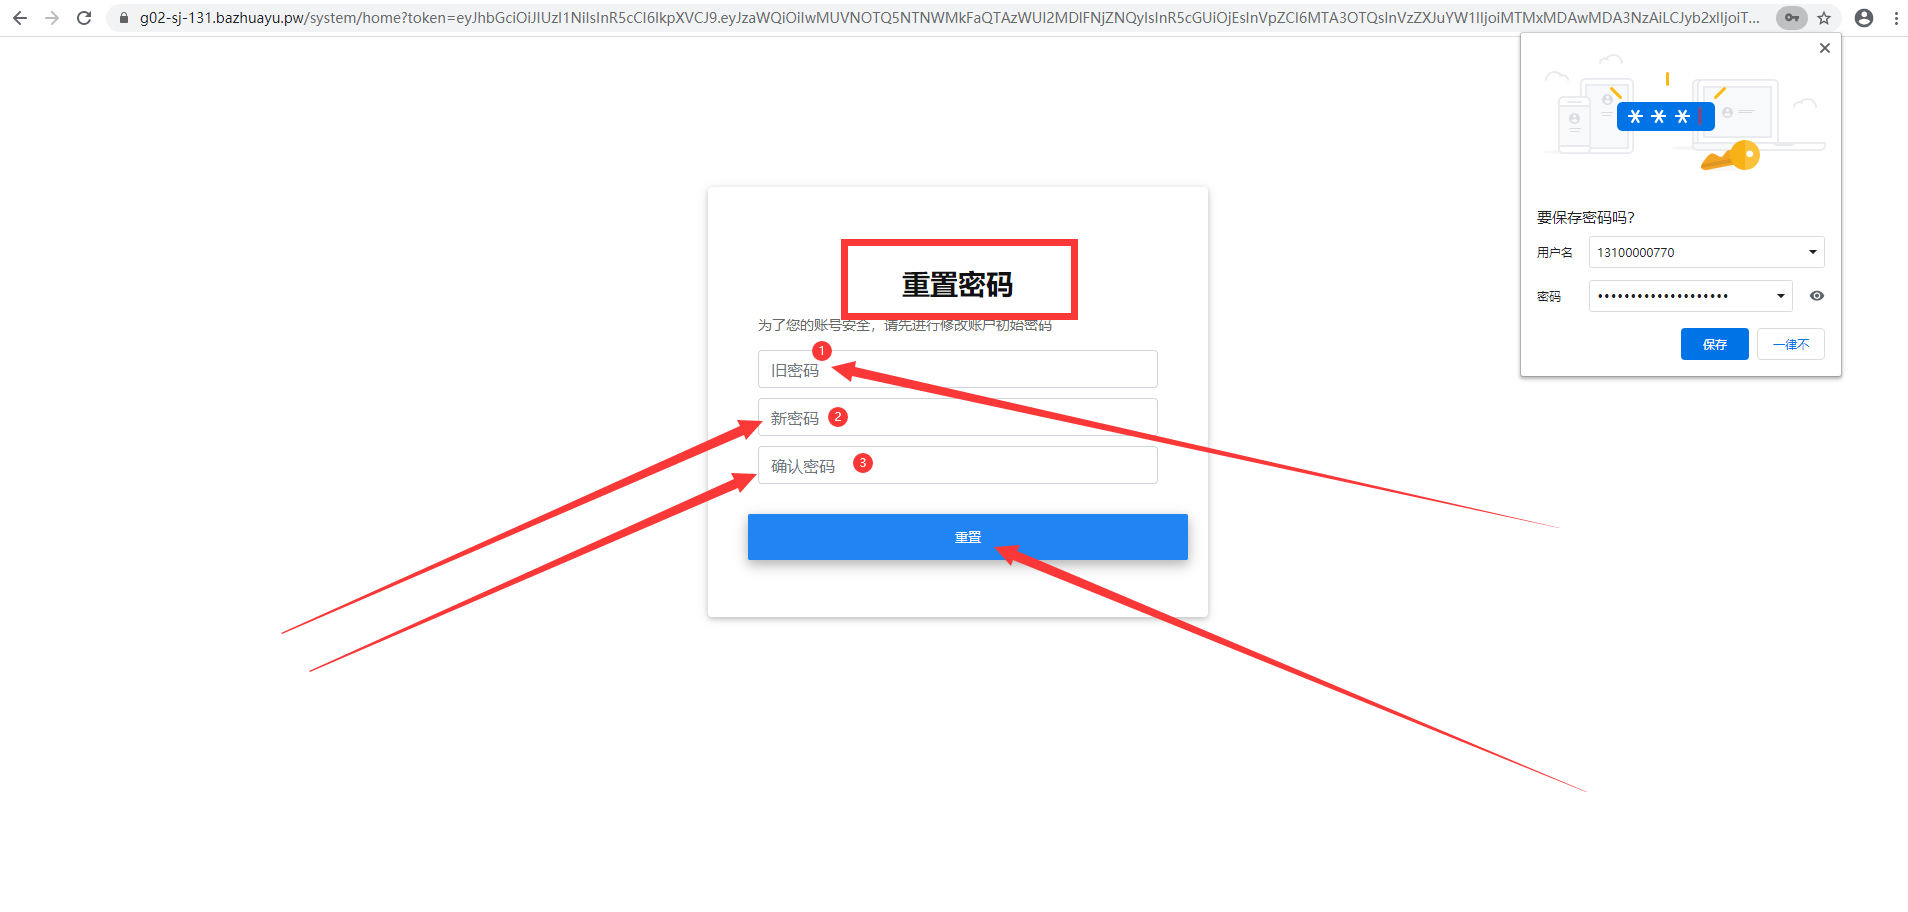 g02-sj-131.bazhuayu.pw/system/home?token=eyJhbGciOiJIUzI1NiIsInR5cCI6IkpXVCJ9.eyJzaWQiOiIwMUVNOTQ5NTNWMkFaQTAzWUI2MDlFNjZNQyIsInR5cGUiOjEsInVpZCI6MTA3OTQsInVzZXJuYW1lIjoiMTMxMDAwMDA3NzAiLCJyb2xlIjoiT...
要保存密码吗？
用户名 13100000770
密码 ••••••••••••••••••••
保存 一律不
重置密码
为了您的账号安全，请先进行修改账户初始密码
1
旧密码
新密码 2
确认密码 3
重置